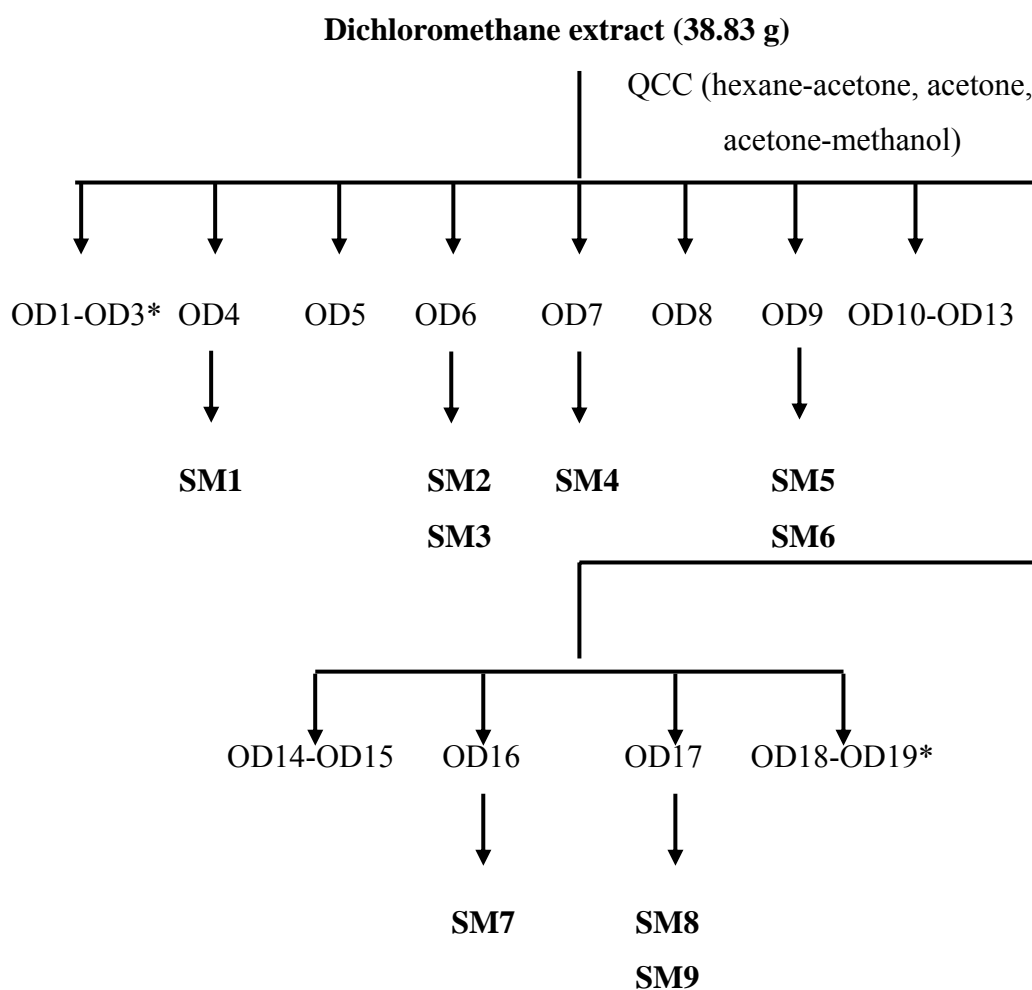 Dichloromethane extract (38.83 g)
QCC (hexane-acetone, acetone,
acetone-methanol)
OD1-OD3* OD4 OD5 OD6 OD7 OD8 OD9 OD10-OD13
SM1 SM2 SM4 SM5
SM3 SM6
OD14-OD15 OD16 OD17 OD18-OD19*
SM7 SM8
SM9